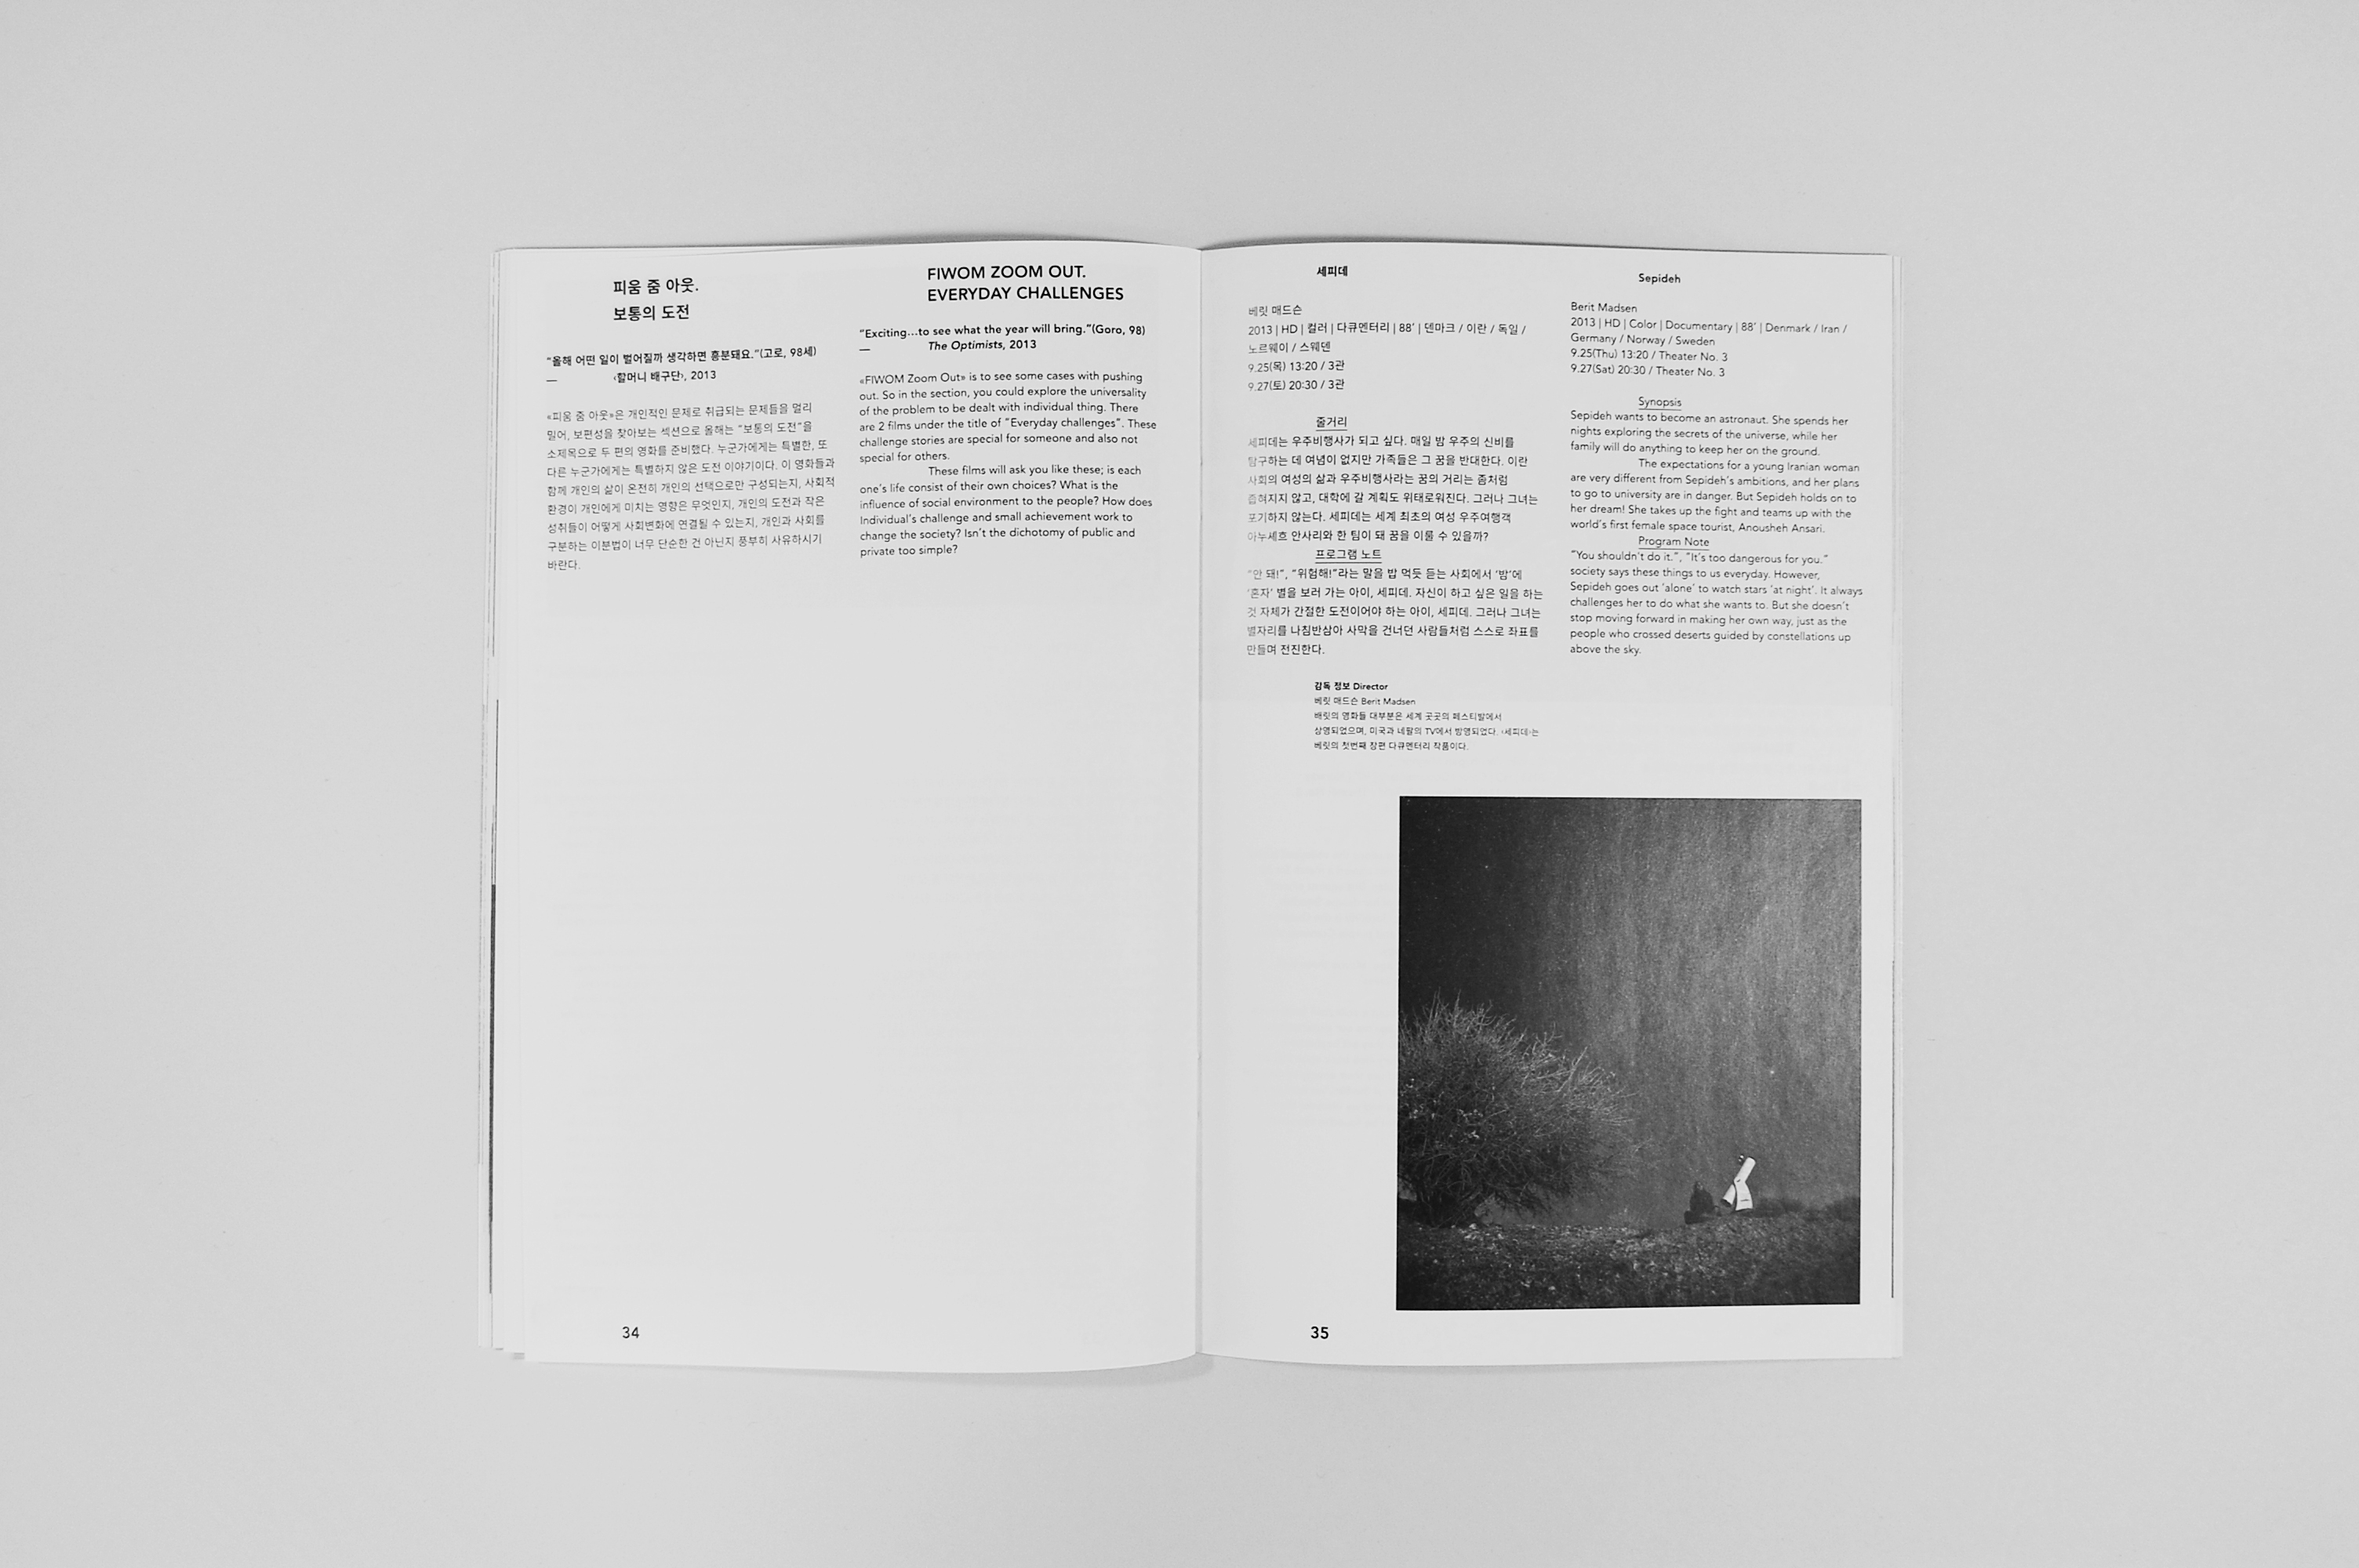 피움 줌 아웃.
보통의 도전
“올해 어떤 일이 벌어질까 생각하면 흥분돼요.”(고로, 98세)
—
‹할머니 배구단›, 2013
«피움 줌 아웃»은 개인적인 문제로 취급되는 문제들을 멀리
밀어, 보편성을 찾아보는 섹션으로 올해는 “보통의 도전”을
소제목으로 두 편의 영화를 준비했다. 누군가에게는 특별한, 또
다른 누군가에게는 특별하지 않은 도전 이야기이다. 이 영화들과
함께 개인의 삶이 온전히 개인의 선택으로만 구성되는지, 사회적
환경이 개인에게 미치는 영향은 무엇인지, 개인의 도전과 작은
성취들이 어떻게 사회변화에 연결될 수 있는지, 개인과 사회를
구분하는 이분법이 너무 단순한 건 아닌지 풍부히 사유하시기
바란다.
FIWOM ZOOM OUT.
EVERYDAY CHALLENGES
“Exciting...to see what the year will bring.”(Goro, 98)
—
The Optimists, 2013
«FIWOM Zoom Out» is to see some cases with pushing
out. So in the section, you could explore the universality
of the problem to be dealt with individual thing. There
are 2 films under the title of “Everyday challenges”. These
challenge stories are special for someone and also not
special for others.
These films will ask you like these; is each
one’s life consist of their own choices? What is the
influence of social environment to the people? How does
Individual’s challenge and small achievement work to
change the society? Isn’t the dichotomy of public and
private too simple?
34
세피데
베릿 매드슨
2013 | HD | 컬러 | 다큐멘터리 | 88’ | 덴마크 / 이란 / 독일 /
노르웨이 / 스웨덴
9.25(목) 13:20 / 3관
9.27(토) 20:30 / 3관
줄거리
세피데는 우주비행사가 되고 싶다. 매일 밤 우주의 신비를
탐구하는 데 여념이 없지만 가족들은 그 꿈을 반대한다. 이란
사회의 여성의 삶과 우주비행사라는 꿈의 거리는 좀처럼
좁혀지지 않고, 대학에 갈 계획도 위태로워진다. 그러나 그녀는
포기하지 않는다. 세피데는 세계 최초의 여성 우주여행객
아누셰흐 안사리와 한 팀이 돼 꿈을 이룰 수 있을까?
프로그램 노트
“안 돼!”, “위험해!”라는 말을 밥 먹듯 듣는 사회에서 ‘밤’에
‘혼자’ 별을 보러 가는 아이, 세피데. 자신이 하고 싶은 일을 하는
것 자체가 간절한 도전이어야 하는 아이, 세피데. 그러나 그녀는
별자리를 나침반삼아 사막을 건너던 사람들처럼 스스로 좌표를
만들며 전진한다.
감독 정보 Director
베릿 매드슨 Berit Madsen
배릿의 영화들 대부분은 세계 곳곳의 페스티발에서
상영되었으며, 미국과 네팔의 TV에서 방영되었다. ‹세피데›는
베릿의 첫번째 장편 다큐멘터리 작품이다.
Sepideh
Berit Madsen
2013 | HD | Color | Documentary | 88’ | Denmark / Iran /
Germany / Norway / Sweden
9.25(Thu) 13:20 / Theater No. 3
9.27(Sat) 20:30 / Theater No. 3
Synopsis
Sepideh wants to become an astronaut. She spends her
nights exploring the secrets of the universe, while her
family will do anything to keep her on the ground.
The expectations for a young Iranian woman
are very different from Sepideh’s ambitions, and her plans
to go to university are in danger. But Sepideh holds on to
her dream! She takes up the fight and teams up with the
world’s first female space tourist, Anousheh Ansari.
Program Note
“You shouldn’t do it.”, “It’s too dangerous for you.”
society says these things to us everyday. However,
Sepideh goes out ‘alone’ to watch stars ‘at night’. It always
challenges her to do what she wants to. But she doesn’t
stop moving forward in making her own way, just as the
people who crossed deserts guided by constellations up
above the sky.
35